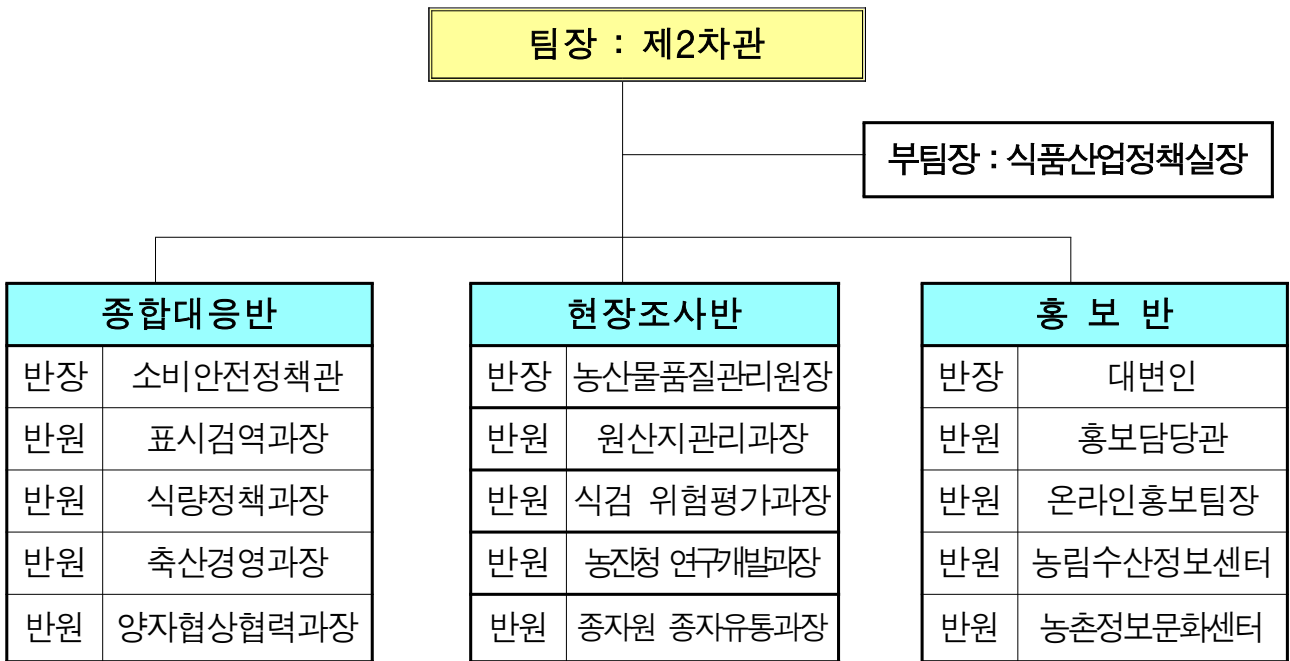 팀장 : 제2차관
부팀장 : 식품산업정책실장
종합대응반
반장 소비안전정책관
반원 표시검역과장
반원 식량정책과장
반원 축산경영과장
반원 양자협상협력과장
현장조사반
반장 농산물품질관리원장
반원 원산지관리과장
반원 식검 위험평가과장
반원 농진청 연구개발과장
반원 종자원 종자유통과장
홍 보 반
반장 대변인
반원 홍보담당관
반원 온라인홍보팀장
반원 농림수산정보센터
반원 농촌정보문화센터